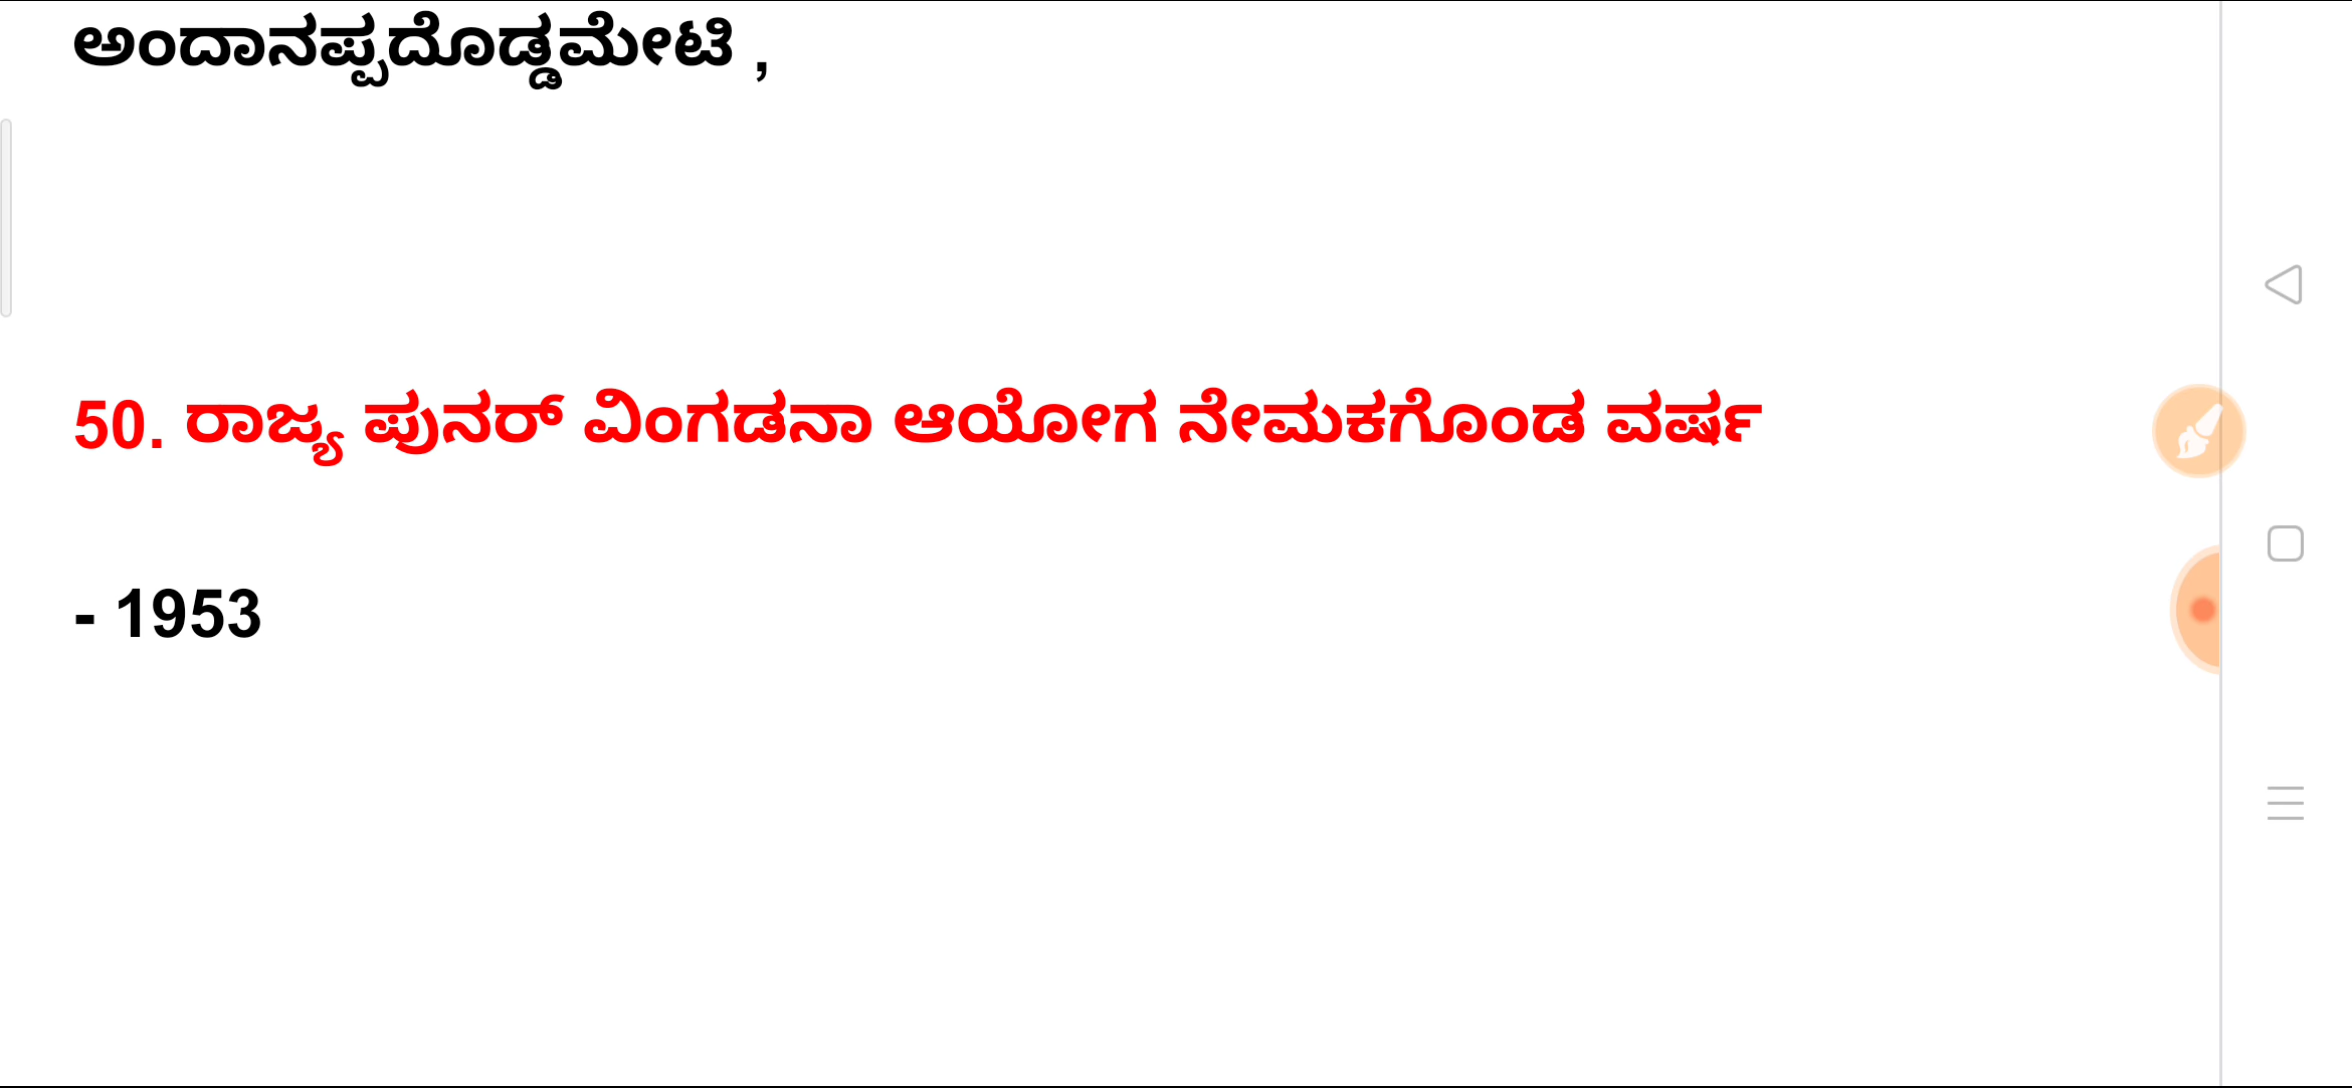 ಅಂದಾನಪ್ಪದೊಡ್ಡಮೇಟಿ ,
50. ರಾಜ್ಯ ಪುನರ್ ವಿಂಗಡನಾ ಆಯೋಗ ನೇಮಕಗೊಂಡ ವರ್ಷ
- 1953